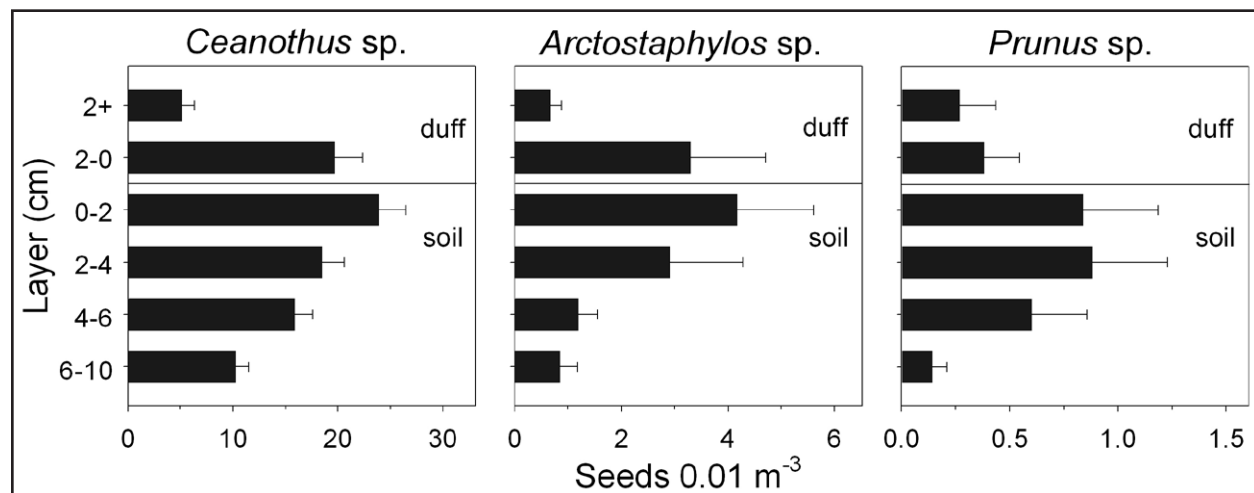 Ceanothus sp. Arctostaphylos sp. Prunus sp.
Layer (cm)
2+
2-0
0-2
2-4
4-6
6-10
duff
soil
duff
soil
duff
soil
0 10 20 30
0 2 4 6
0.0 0.5 1.0 1.5
Seeds 0.01 m⁻³